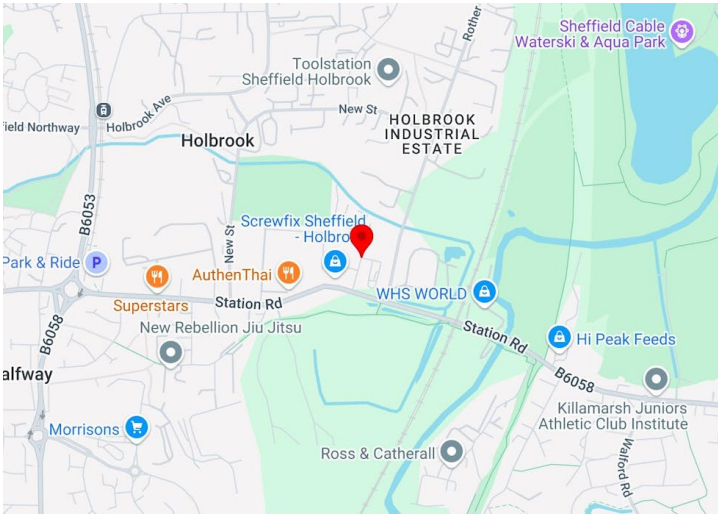 Sheffield Cable
Waterski & Aqua Park
Rother
Toolstation
Sheffield Holbrook
New St
HOLBROOK
INDUSTRIAL
ESTATE
Holbrook Ave
field Northway
Holbrook
B6053
New St
Screwfix Sheffield
- Holbro
Park & Ride
P
AuthenThai
Superstars
Station Rd
WHS WORLD
New Rebellion Jiu Jitsu
Station Rd
Hi Peak Feeds
B6058
B6058
alfway
Killamarsh Juniors
Athletic Club Institute
Morrisons
Ross & Catherall
Walford Rd